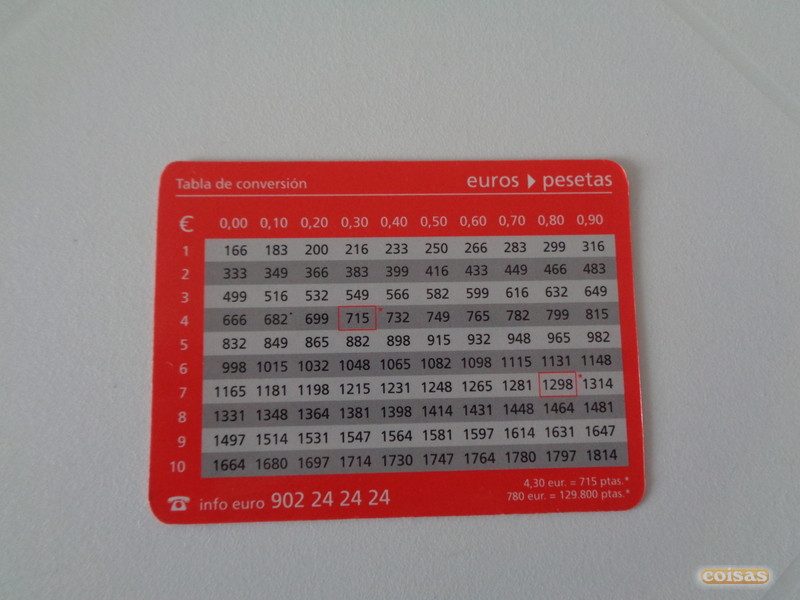 Tabla de conversión euros pesetas
€ 0,00 0,10 0,20 0,30 0,40 0,50 0,60 0,70 0,80 0,90
1 166 183 200 216 233 250 266 283 299 316
2 333 349 366 383 399 416 433 449 466 483
3 499 516 532 549 566 582 599 616 632 649
4 666 682 699 715 * 732 749 765 782 799 815
5 832 849 865 882 898 915 932 948 965 982
6 998 1015 1032 1048 1065 1082 1098 1115 1131 1148
7 1165 1181 1198 1215 1231 1248 1265 1281 1298 * 1314
8 1331 1348 1364 1381 1398 1414 1431 1448 1464 1481
9 1497 1514 1531 1547 1564 1581 1597 1614 1631 1647
10 1664 1680 1697 1714 1730 1747 1764 1780 1797 1814
4,30 eur. = 715 ptas.*
780 eur. = 129.800 ptas.*
info euro 902 24 24 24
coisas